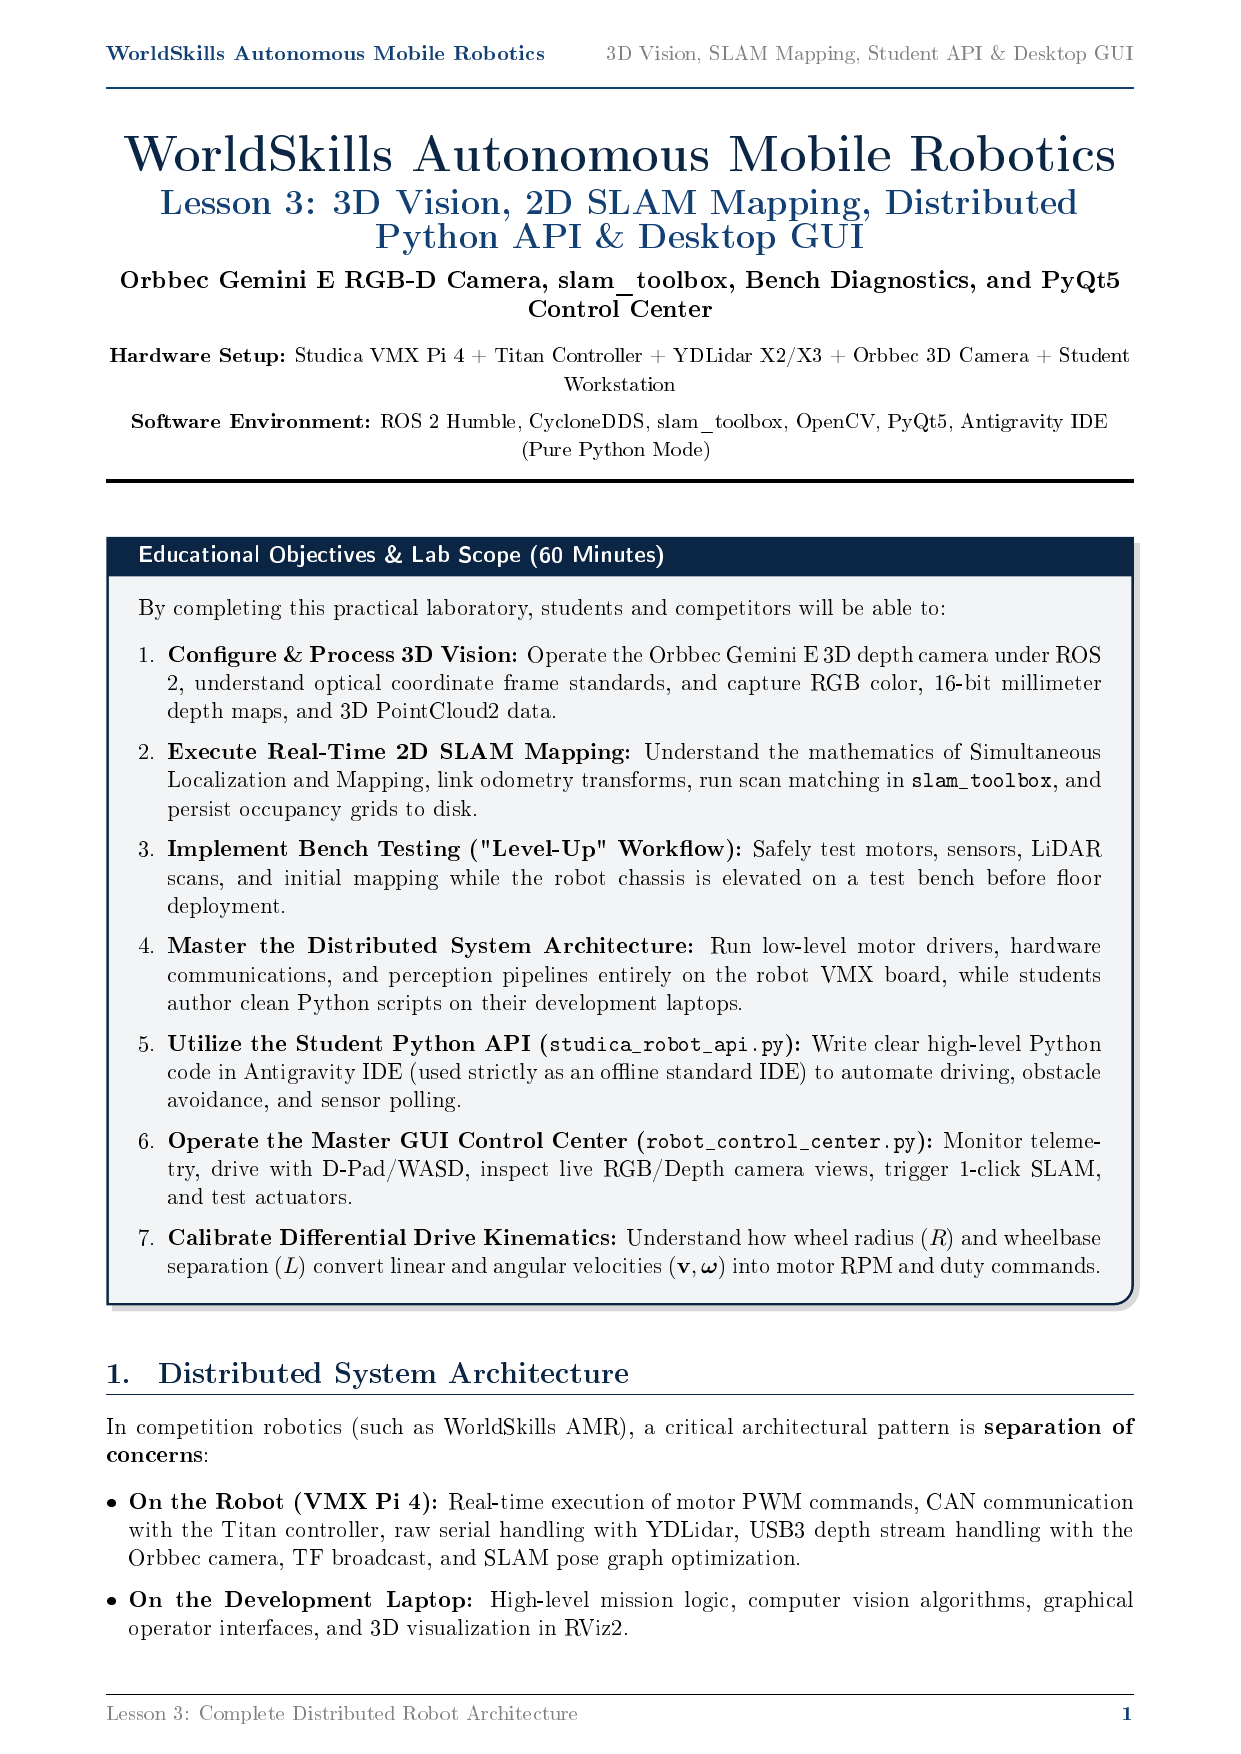 WorldSkills Autonomous Mobile Robotics 3D Vision, SLAM Mapping, Student API & Desktop GUI
WorldSkills Autonomous Mobile Robotics
Lesson 3: 3D Vision, 2D SLAM Mapping, Distributed
Python API & Desktop GUI
Orbbec Gemini E RGB-D Camera, slam_toolbox, Bench Diagnostics, and PyQt5
Control Center
Hardware Setup: Studica VMX Pi 4 + Titan Controller + YDLidar X2/X3 + Orbbec 3D Camera + Student
Workstation
Software Environment: ROS 2 Humble, CycloneDDS, slam_toolbox, OpenCV, PyQt5, Antigravity IDE
(Pure Python Mode)
Educational Objectives & Lab Scope (60 Minutes)
By completing this practical laboratory, students and competitors will be able to:
1. Configure & Process 3D Vision: Operate the Orbbec Gemini E 3D depth camera under ROS
2, understand optical coordinate frame standards, and capture RGB color, 16-bit millimeter
depth maps, and 3D PointCloud2 data.
2. Execute Real-Time 2D SLAM Mapping: Understand the mathematics of Simultaneous
Localization and Mapping, link odometry transforms, run scan matching in slam_toolbox, and
persist occupancy grids to disk.
3. Implement Bench Testing ("Level-Up" Workflow): Safely test motors, sensors, LiDAR
scans, and initial mapping while the robot chassis is elevated on a test bench before floor
deployment.
4. Master the Distributed System Architecture: Run low-level motor drivers, hardware
communications, and perception pipelines entirely on the robot VMX board, while students
author clean Python scripts on their development laptops.
5. Utilize the Student Python API (studica_robot_api.py): Write clear high-level Python
code in Antigravity IDE (used strictly as an offline standard IDE) to automate driving, obstacle
avoidance, and sensor polling.
6. Operate the Master GUI Control Center (robot_control_center.py): Monitor teleme-
try, drive with D-Pad/WASD, inspect live RGB/Depth camera views, trigger 1-click SLAM,
and test actuators.
7. Calibrate Differential Drive Kinematics: Understand how wheel radius (R) and wheelbase
separation (L) convert linear and angular velocities (v, ω) into motor RPM and duty commands.
1. Distributed System Architecture
In competition robotics (such as WorldSkills AMR), a critical architectural pattern is separation of
concerns:
• On the Robot (VMX Pi 4): Real-time execution of motor PWM commands, CAN communication
with the Titan controller, raw serial handling with YDLidar, USB3 depth stream handling with the
Orbbec camera, TF broadcast, and SLAM pose graph optimization.
• On the Development Laptop: High-level mission logic, computer vision algorithms, graphical
operator interfaces, and 3D visualization in RViz2.
Lesson 3: Complete Distributed Robot Architecture 1